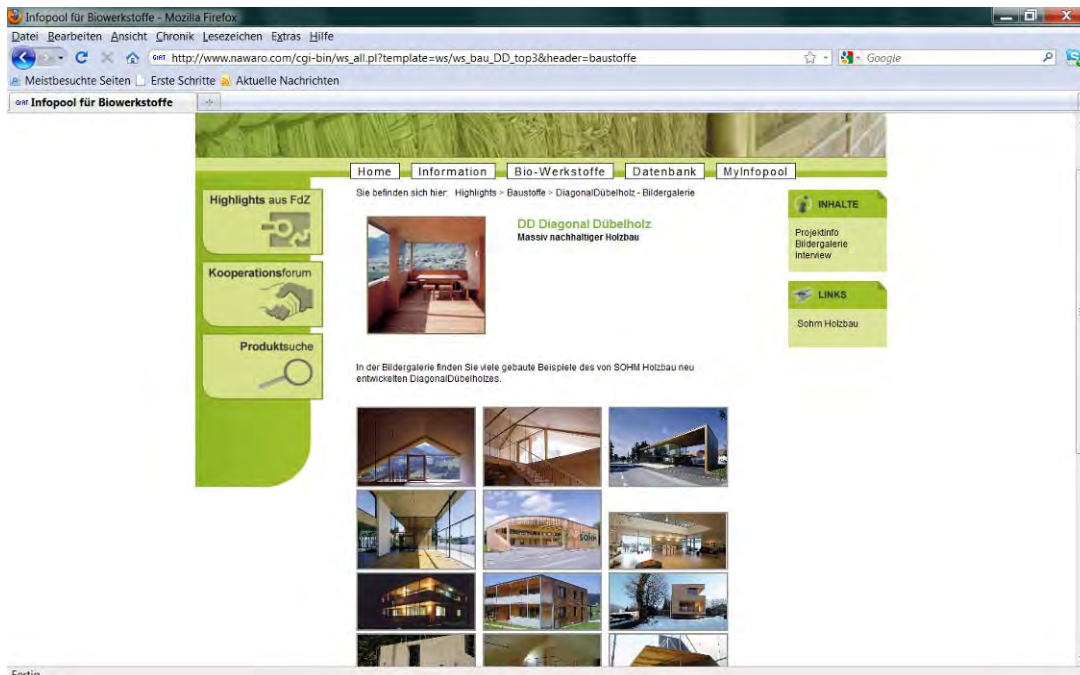 Infopool für Biowerkstoffe - Mozilla Firefox
Datei Bearbeiten Ansicht Chronik Lesezeichen Extras Hilfe
http://www.nawaro.com/cgi-bin/ws_all.pl?template=ws/ws_bau_DD_top3&header=baustoffe
Google
Meistbesuchte Seiten Erste Schritte Aktuelle Nachrichten
Infopool für Biowerkstoffe
Home Information Bio-Werkstoffe Datenbank MyInfopool
Sie befinden sich hier: Highlights > Baustoffe > DiagonalDübelholz - Bildergalerie
Highlights aus FdZ
Kooperationsforum
Produktsuche
DD Diagonal Dübelholz
Massiv nachhaltiger Holzbau
In der Bildergalerie finden Sie viele gebaute Beispiele des von SOHM Holzbau neu
entwickelten DiagonalDübelholzes.
SOHM
INHALTE
Projektinfo
Bildergalerie
Interview
LINKS
Sohm Holzbau
Fertig